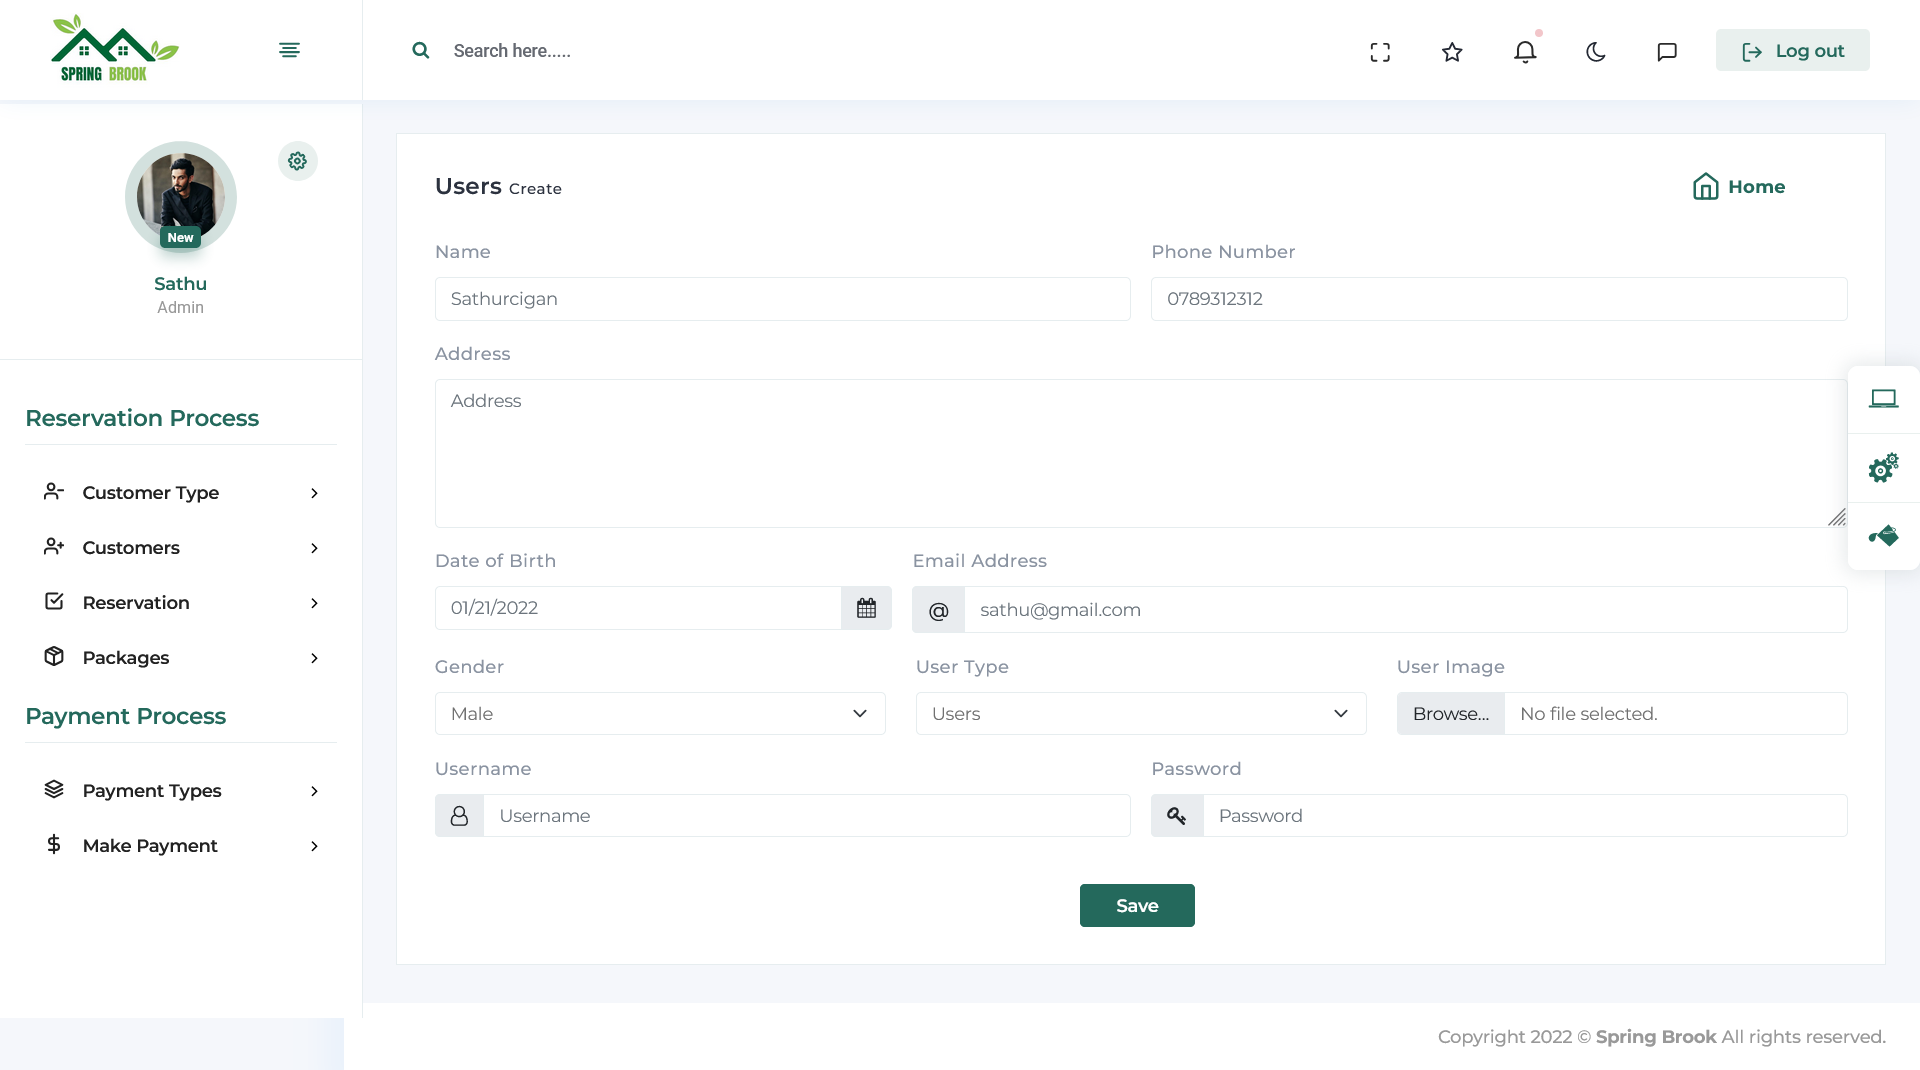 SPRING BROOK
Search here.....
Log out
New
Sathu
Admin
Reservation Process
Customer Type
Customers
Reservation
Packages
Payment Process
Payment Types
Make Payment
Users Create
Home
Name
Phone Number
Sathurcigan
0789312312
Address
Address
Date of Birth
Email Address
01/21/2022
@ sathu@gmail.com
Gender
User Type
User Image
Male
Users
Browse... No file selected.
Username
Password
Username
Password
Save
Copyright 2022 © Spring Brook All rights reserved.